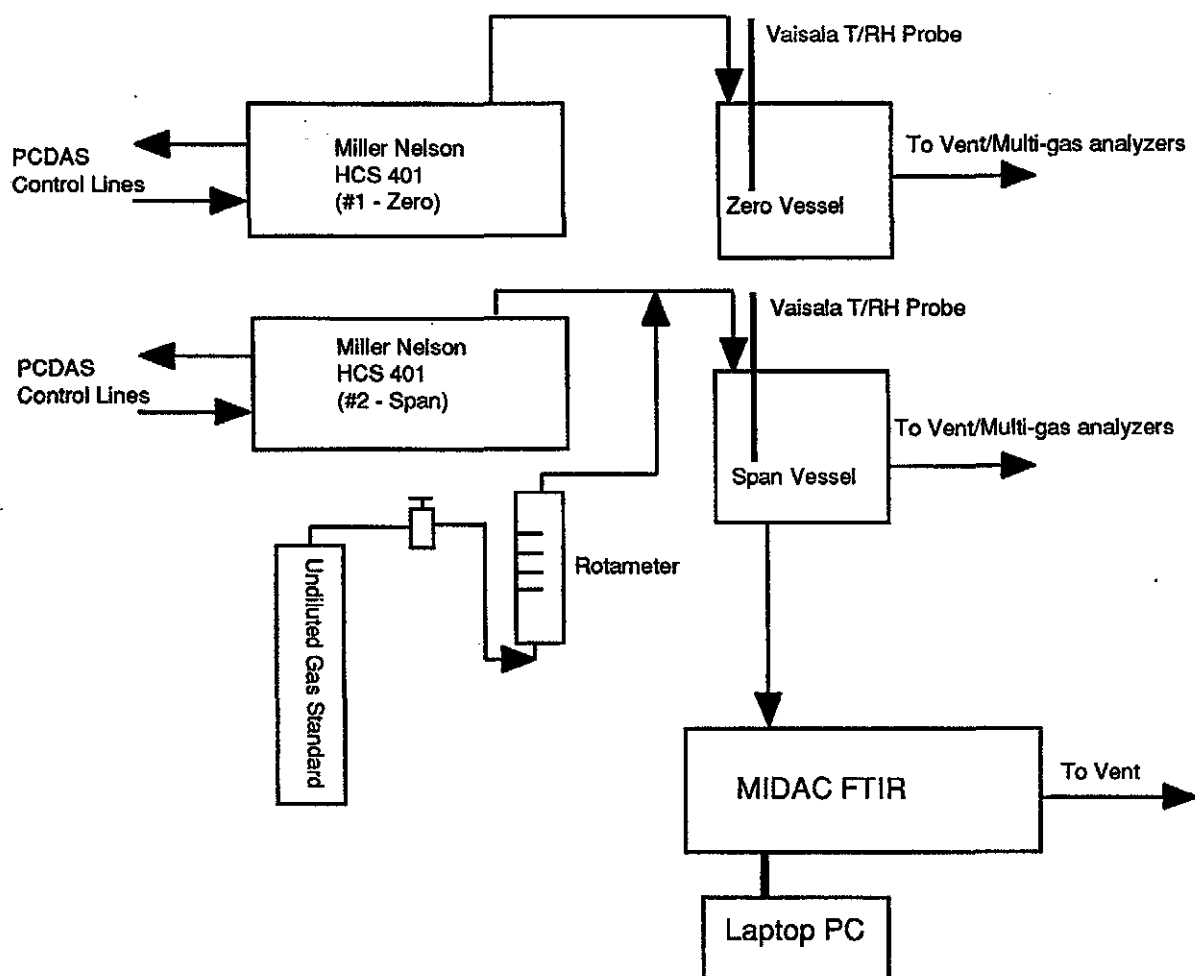 Vaisala T/RH Probe
PCDAS
Control Lines
Miller Nelson
HCS 401
(#1 - Zero)
To Vent/Multi-gas analyzers
Zero Vessel
Vaisala T/RH Probe
PCDAS
Control Lines
Miller Nelson
HCS 401
(#2 - Span)
To Vent/Multi-gas analyzers
Span Vessel
Rotameter
Undiluted Gas Standard
MIDAC FTIR
To Vent
Laptop PC